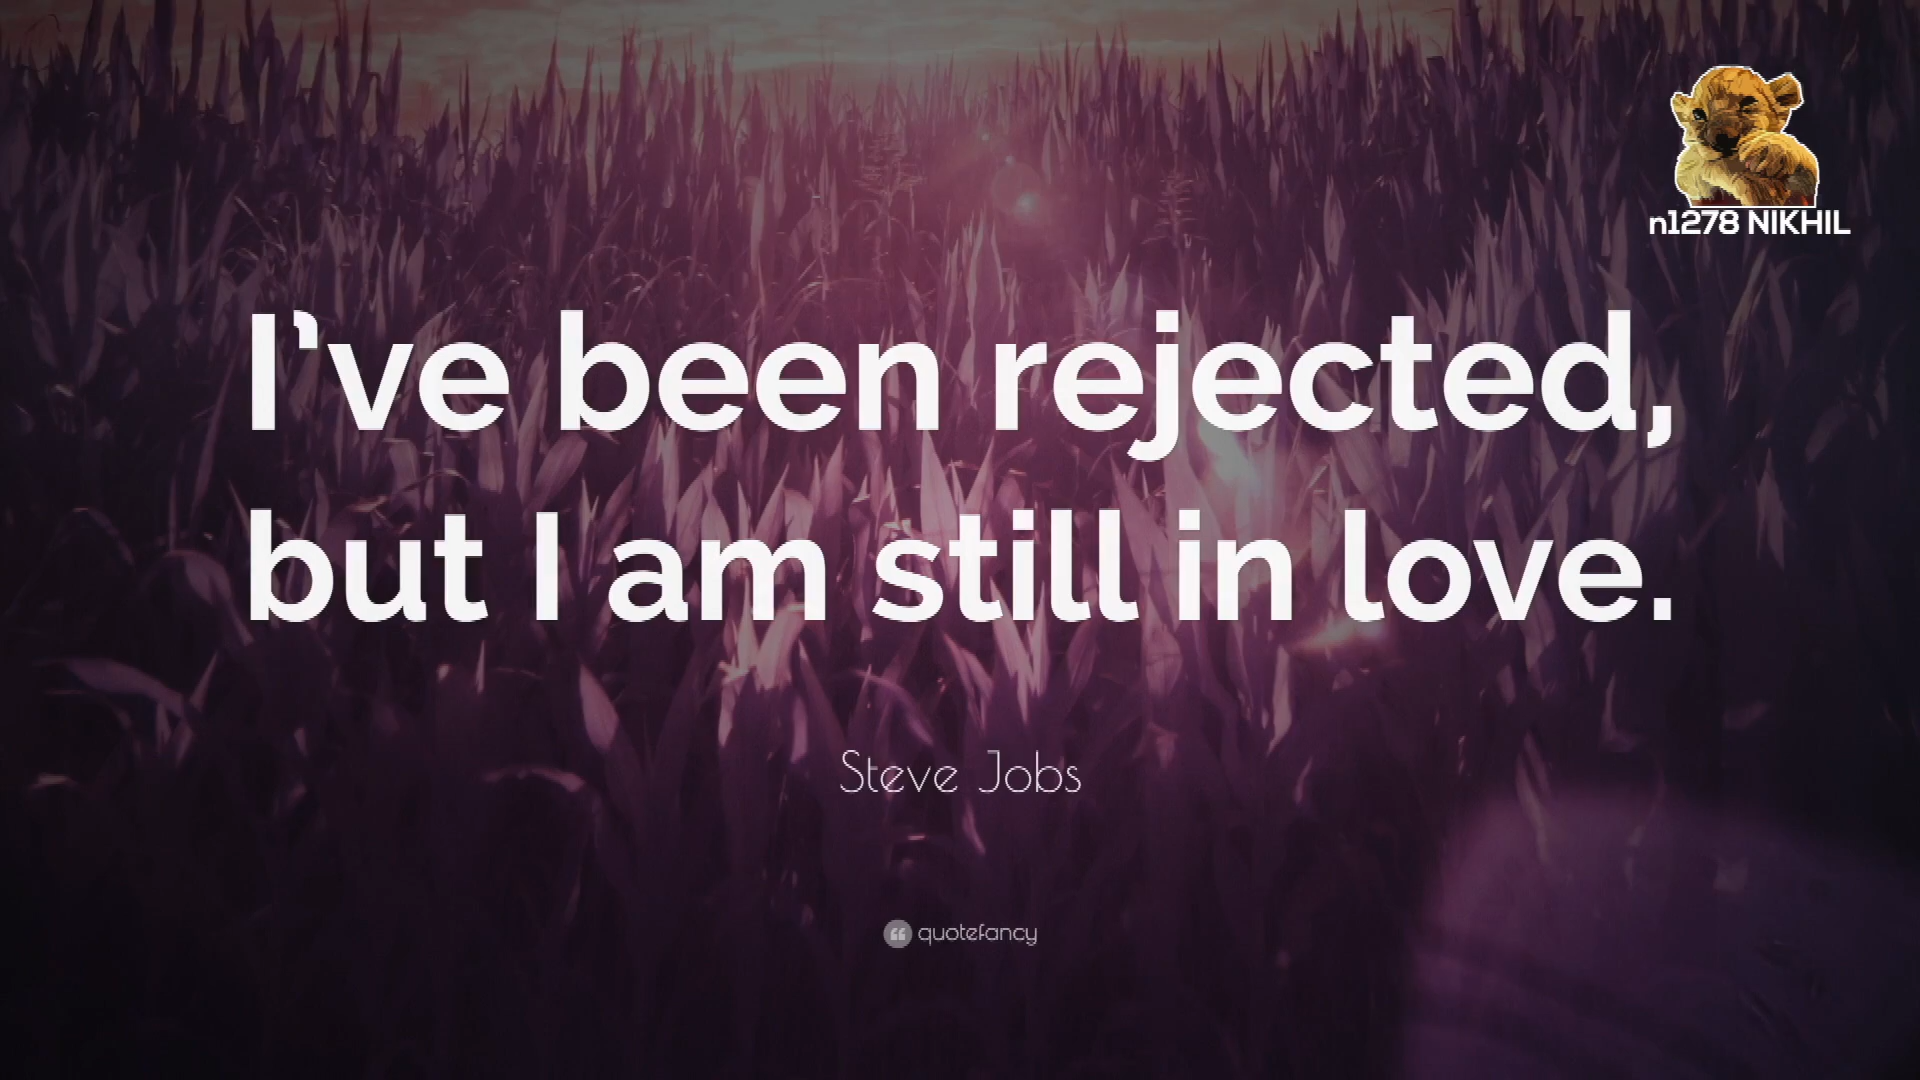 n1278 NIKHIL
I've been rejected,
but I am still in love.
Steve Jobs
quotefancy